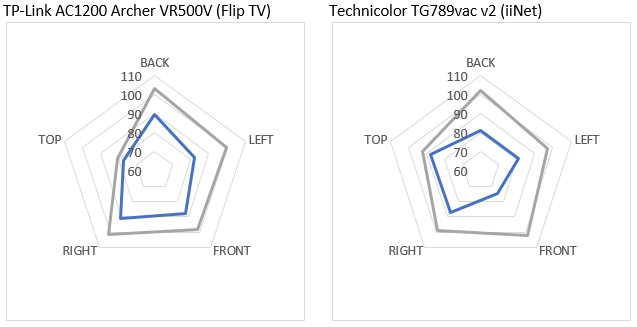 TP-Link AC1200 Archer VR500V (Flip TV)
BACK
110
100
90
80
70
60
TOP
LEFT
RIGHT
FRONT
Technicolor TG789vac v2 (iiNet)
BACK
110
100
90
80
70
60
TOP
LEFT
RIGHT
FRONT